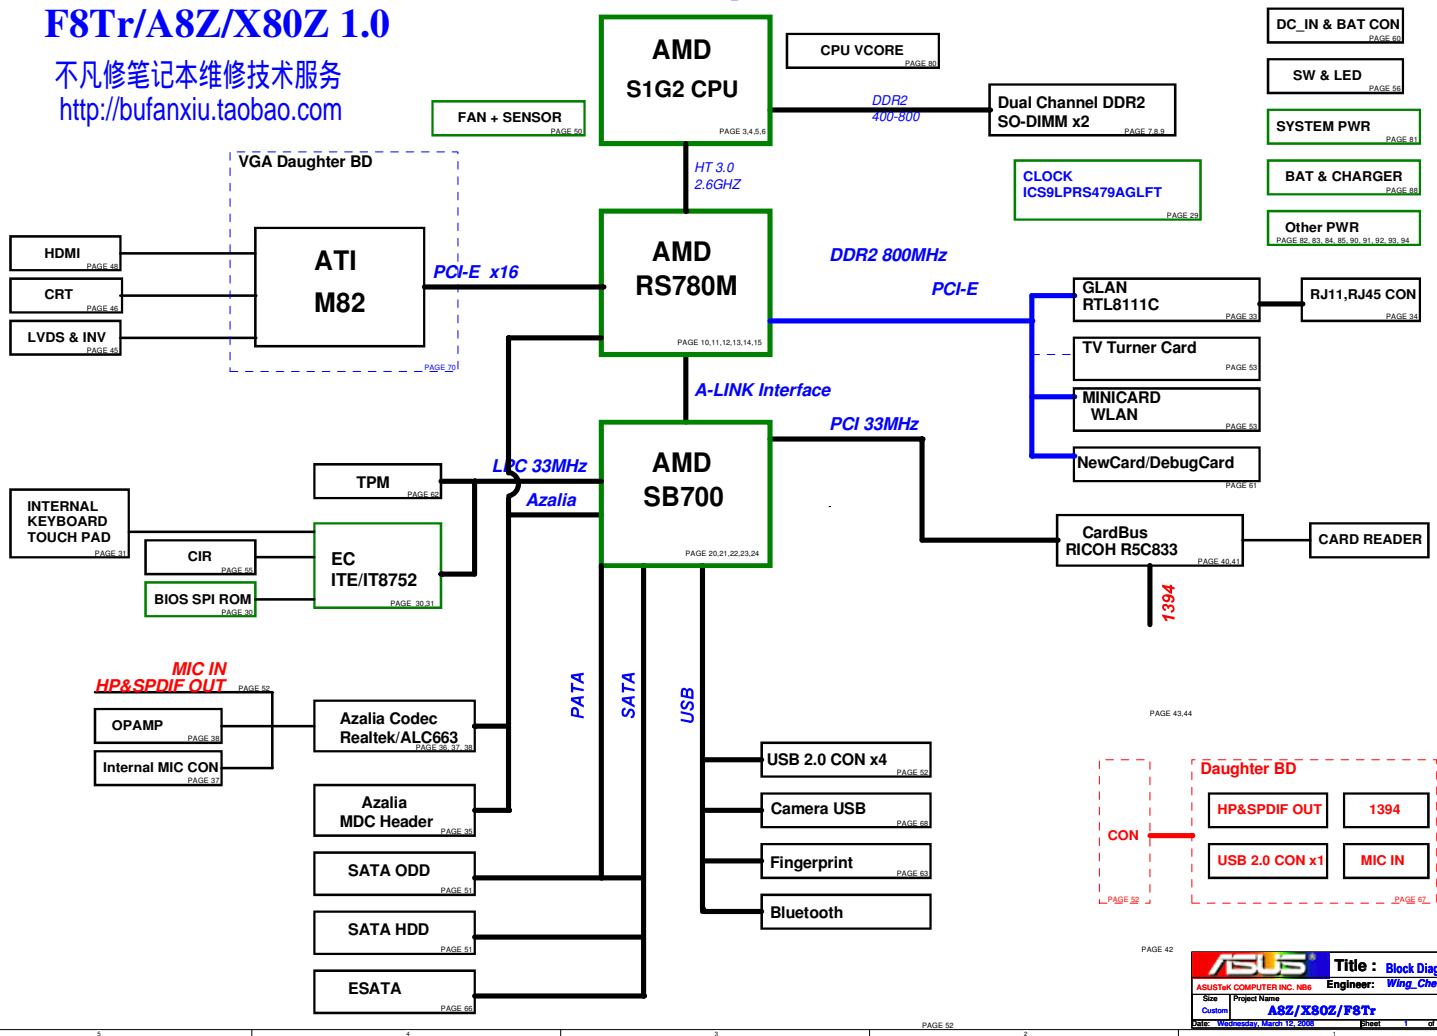 F8Tr/A8Z/X80Z 1.0
不凡修笔记本维修技术服务
http://bufanxiu.taobao.com
AMD
S1G2 CPU
PAGE 3,4,5,6
CPU VCORE
PAGE 80
DC_IN & BAT CON
PAGE 60
SW & LED
PAGE 56
SYSTEM PWR
PAGE 81
BAT & CHARGER
PAGE 88
Other PWR
PAGE 82, 83, 84, 85, 90, 91, 92, 93, 94
FAN + SENSOR
PAGE 50
DDR2
400-800
Dual Channel DDR2
SO-DIMM x2
PAGE 7,8,9
HT 3.0
2.6GHZ
CLOCK
ICS9LPRS479AGLFT
PAGE 29
VGA Daughter BD
HDMI
PAGE 48
CRT
PAGE 46
LVDS & INV
PAGE 45
ATI
M82
PAGE 70
PCI-E x16
AMD
RS780M
PAGE 10,11,12,13,14,15
DDR2 800MHz
PCI-E
GLAN
RTL8111C
PAGE 33
RJ11,RJ45 CON
PAGE 34
TV Turner Card
PAGE 53
MINICARD
WLAN
PAGE 53
NewCard/DebugCard
PAGE 61
A-LINK Interface
PCI 33MHz
AMD
SB700
PAGE 20,21,22,23,24
LPC 33MHz
Azalia
TPM
PAGE 62
INTERNAL
KEYBOARD
TOUCH PAD
PAGE 31
CIR
PAGE 55
BIOS SPI ROM
PAGE 30
EC
ITE/IT8752
PAGE 30,31
CardBus
RICOH R5C833
PAGE 40,41
CARD READER
1394
MIC IN
HP&SPDIF OUT
PAGE 52
OPAMP
PAGE 38
Internal MIC CON
PAGE 37
Azalia Codec
Realtek/ALC663
PAGE 36, 37, 38
Azalia
MDC Header
PAGE 35
SATA ODD
PAGE 51
SATA HDD
PAGE 51
ESATA
PAGE 66
PATA
SATA
USB
USB 2.0 CON x4
PAGE 52
Camera USB
PAGE 68
Fingerprint
PAGE 63
Bluetooth
PAGE 43,44
CON
PAGE 52
Daughter BD
HP&SPDIF OUT
1394
USB 2.0 CON x1
MIC IN
PAGE 67
PAGE 42
PAGE 52
ASUS
ASUSTeK COMPUTER INC. NB6
Title : Block Diag
Engineer: Wing_Che
Size
Custom
Project Name
A8Z/X80Z/F8Tr
Date: Wednesday, March 12, 2008
Sheet 1 of
5 4 3 2 1